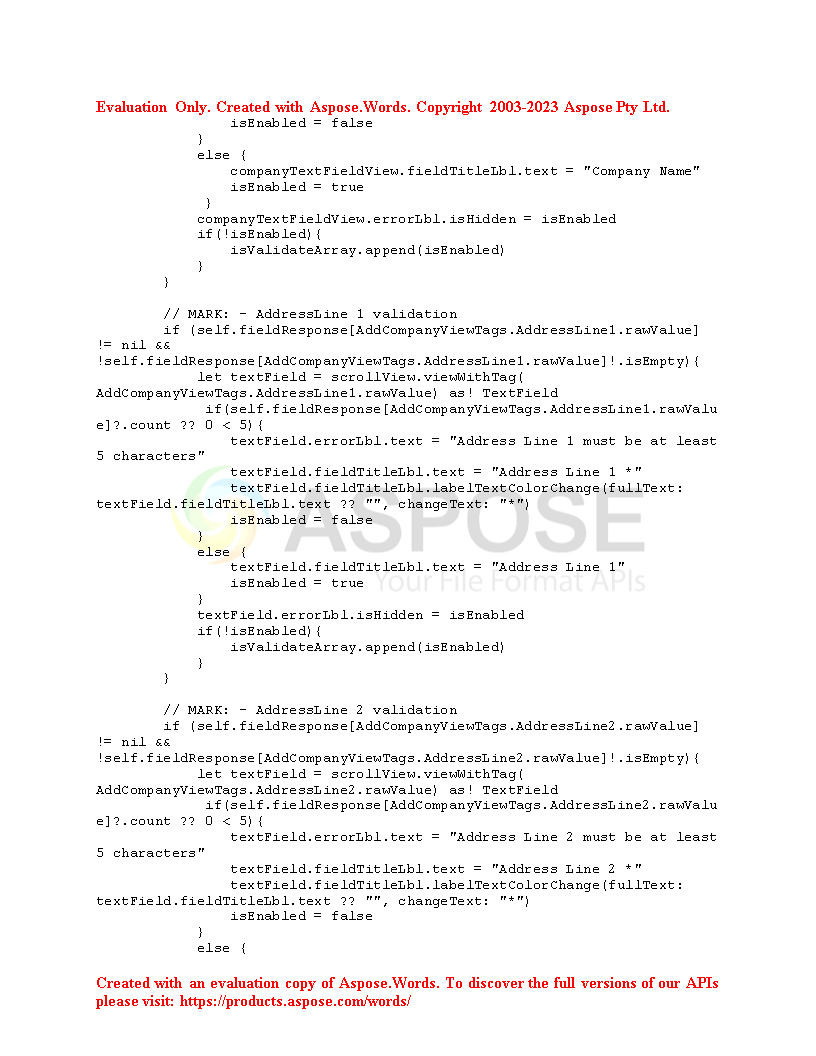 Evaluation Only. Created with Aspose.Words. Copyright 2003-2023 Aspose Pty Ltd.
isEnabled = false
}
else {
companyTextFieldView.fieldTitleLbl.text = "Company Name"
isEnabled = true
}
companyTextFieldView.errorLbl.isHidden = isEnabled
if(!isEnabled){
isValidateArray.append(isEnabled)
}
}
// MARK: - AddressLine 1 validation
if (self.fieldResponse[AddCompanyViewTags.AddressLine1.rawValue]
!= nil &&
!self.fieldResponse[AddCompanyViewTags.AddressLine1.rawValue]!.isEmpty){
let textField = scrollView.viewWithTag(
AddCompanyViewTags.AddressLine1.rawValue) as! TextField
if(self.fieldResponse[AddCompanyViewTags.AddressLine1.rawValu
e]?.count ?? 0 < 5){
textField.errorLbl.text = "Address Line 1 must be at least
5 characters"
textField.fieldTitleLbl.text = "Address Line 1 *"
textField.fieldTitleLbl.labelTextColorChange(fullText:
textField.fieldTitleLbl.text ?? "", changeText: "*")
isEnabled = false
}
else {
textField.fieldTitleLbl.text = "Address Line 1"
isEnabled = true
}
textField.errorLbl.isHidden = isEnabled
if(!isEnabled){
isValidateArray.append(isEnabled)
}
}
ASPOSE
Your File Format APIs
// MARK: - AddressLine 2 validation
if (self.fieldResponse[AddCompanyViewTags.AddressLine2.rawValue]
!= nil &&
!self.fieldResponse[AddCompanyViewTags.AddressLine2.rawValue]!.isEmpty){
let textField = scrollView.viewWithTag(
AddCompanyViewTags.AddressLine2.rawValue) as! TextField
if(self.fieldResponse[AddCompanyViewTags.AddressLine2.rawValu
e]?.count ?? 0 < 5){
textField.errorLbl.text = "Address Line 2 must be at least
5 characters"
textField.fieldTitleLbl.text = "Address Line 2 *"
textField.fieldTitleLbl.labelTextColorChange(fullText:
textField.fieldTitleLbl.text ?? "", changeText: "*")
isEnabled = false
}
else {
Created with an evaluation copy of Aspose.Words. To discover the full versions of our APIs
please visit: https://products.aspose.com/words/